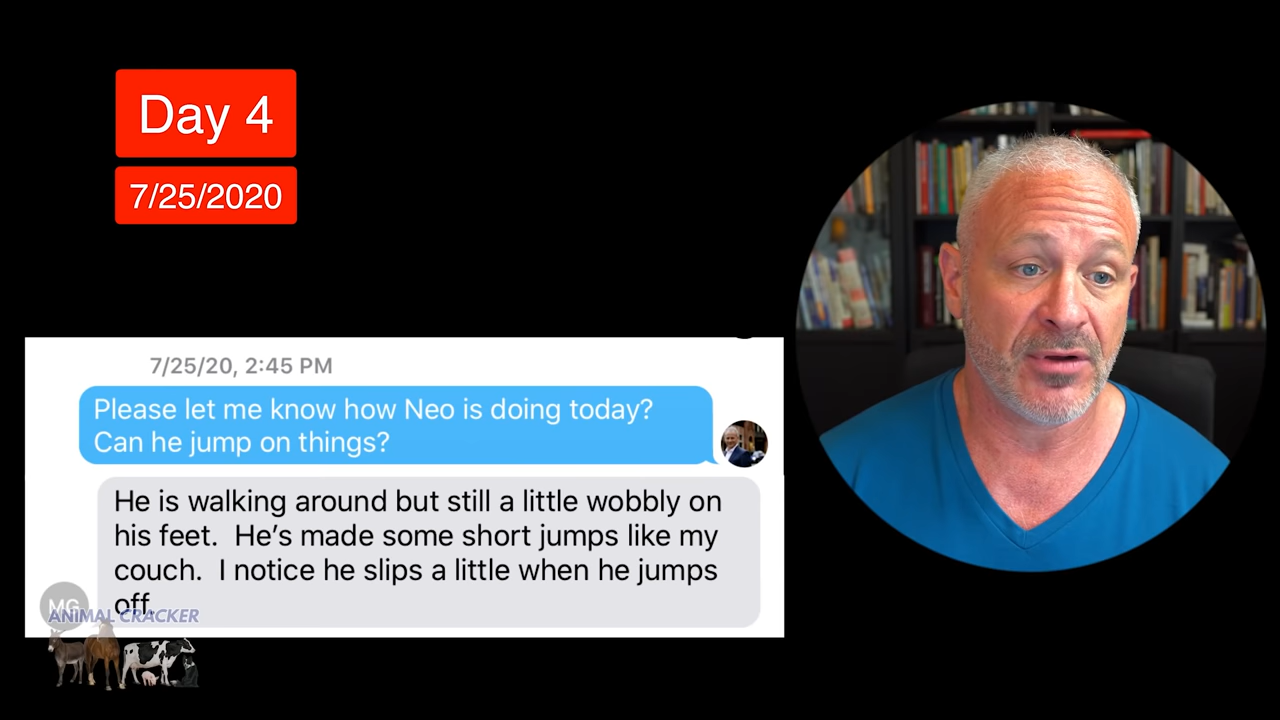 Day 4
7/25/2020
7/25/20, 2:45 PM
Please let me know how Neo is doing today?
Can he jump on things?
He is walking around but still a little wobbly on
his feet.  He’s made some short jumps like my
couch.  I notice he slips a little when he jumps
off.
MG
ANIMAL CRACKER